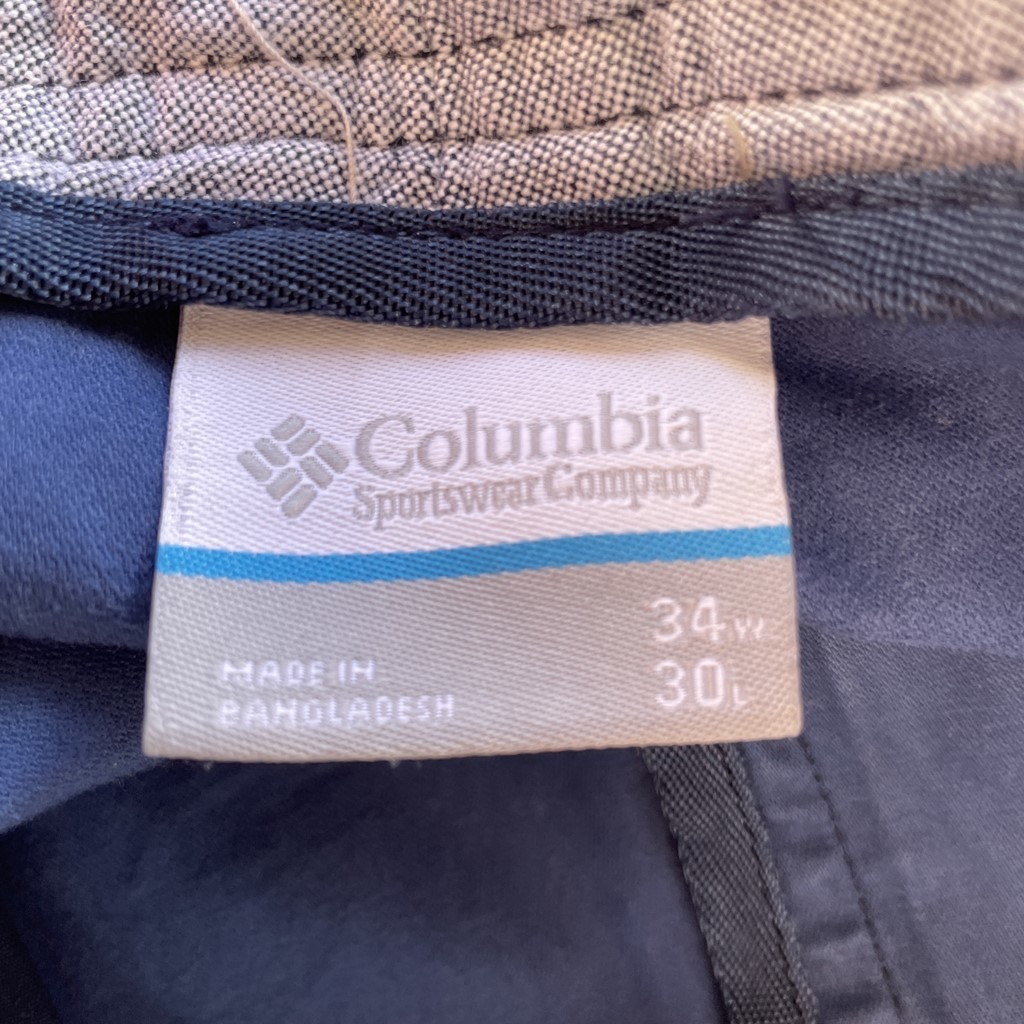 Columbia
Sportswear Company
34W
30L
MADE IN
BANGLADESH